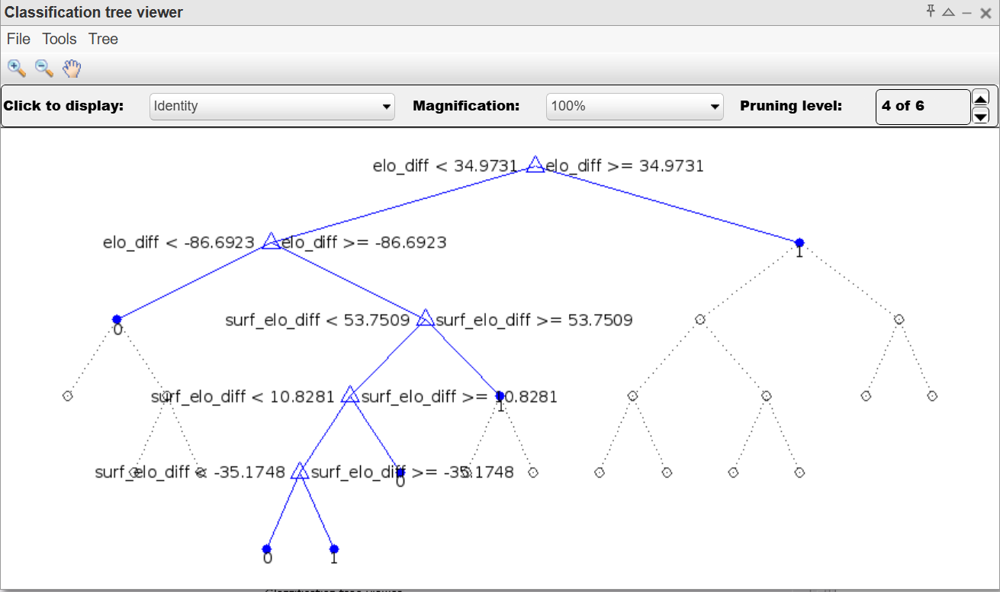 Classification tree viewer
File Tools Tree
Click to display: Identity Magnification: 100% Pruning level: 4 of 6
elo_diff < 34.9731 elo_diff >= 34.9731
elo_diff < -86.6923 elo_diff >= -86.6923
1
surf_elo_diff < 53.7509 surf_elo_diff >= 53.7509
0
surf_elo_diff < 10.8281 surf_elo_diff >= 10.8281
1
surf_elo_diff < -35.1748 surf_elo_diff >= -35.1748
0
0 1